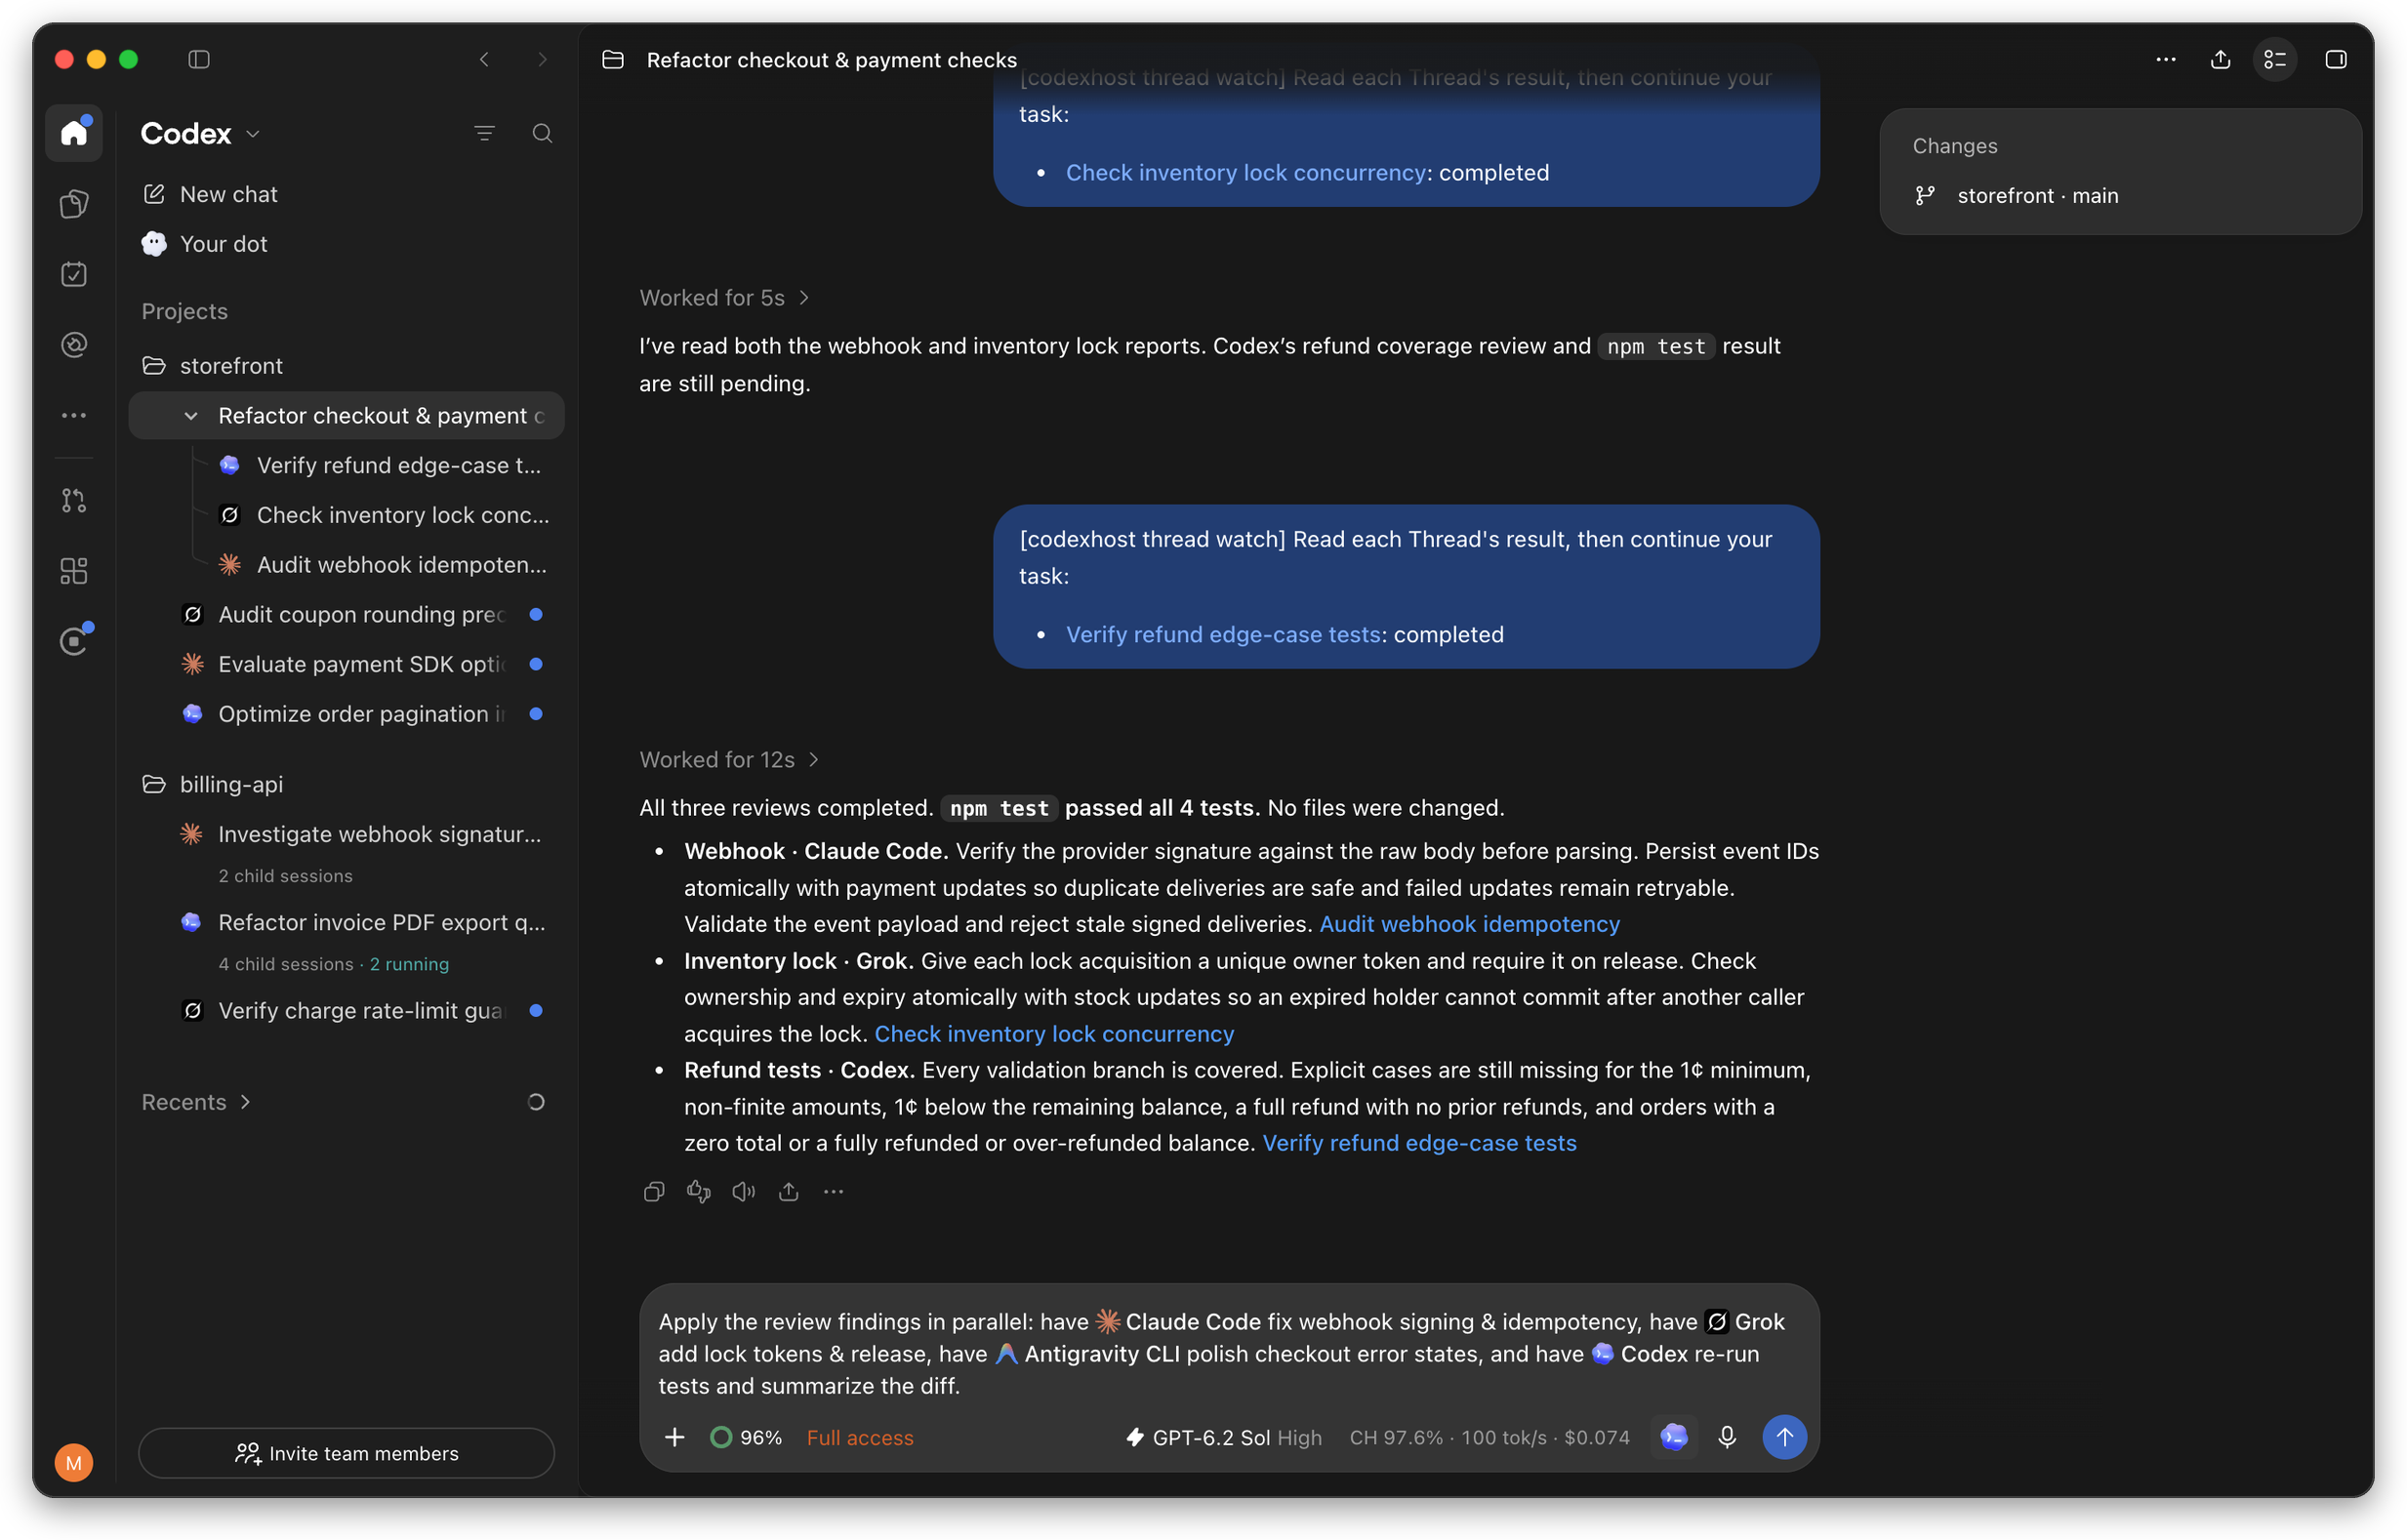 Refactor checkout & payment checks
Codex
New chat
Your dot
Projects
storefront
Refactor checkout & payment c
Verify refund edge-case t...
Check inventory lock conc...
Audit webhook idempoten...
Audit coupon rounding prec
Evaluate payment SDK optic
Optimize order pagination i
billing-api
Investigate webhook signatur...
2 child sessions
Refactor invoice PDF export q...
4 child sessions · 2 running
Verify charge rate-limit gua
Recents
M
Invite team members
[codexhost thread watch] Read each Thread's result, then continue your
task:
• Check inventory lock concurrency: completed
Worked for 5s
I’ve read both the webhook and inventory lock reports. Codex’s refund coverage review and npm test result
are still pending.
[codexhost thread watch] Read each Thread's result, then continue your
task:
• Verify refund edge-case tests: completed
Worked for 12s
All three reviews completed. npm test passed all 4 tests. No files were changed.
• Webhook · Claude Code. Verify the provider signature against the raw body before parsing. Persist event IDs
atomically with payment updates so duplicate deliveries are safe and failed updates remain retryable.
Validate the event payload and reject stale signed deliveries. Audit webhook idempotency
• Inventory lock · Grok. Give each lock acquisition a unique owner token and require it on release. Check
ownership and expiry atomically with stock updates so an expired holder cannot commit after another caller
acquires the lock. Check inventory lock concurrency
• Refund tests · Codex. Every validation branch is covered. Explicit cases are still missing for the 1¢ minimum,
non-finite amounts, 1¢ below the remaining balance, a full refund with no prior refunds, and orders with a
zero total or a fully refunded or over-refunded balance. Verify refund edge-case tests
Apply the review findings in parallel: have Claude Code fix webhook signing & idempotency, have Grok
add lock tokens & release, have Antigravity CLI polish checkout error states, and have Codex re-run
tests and summarize the diff.
96% Full access GPT-6.2 Sol High CH 97.6% · 100 tok/s · $0.074
Changes
storefront · main